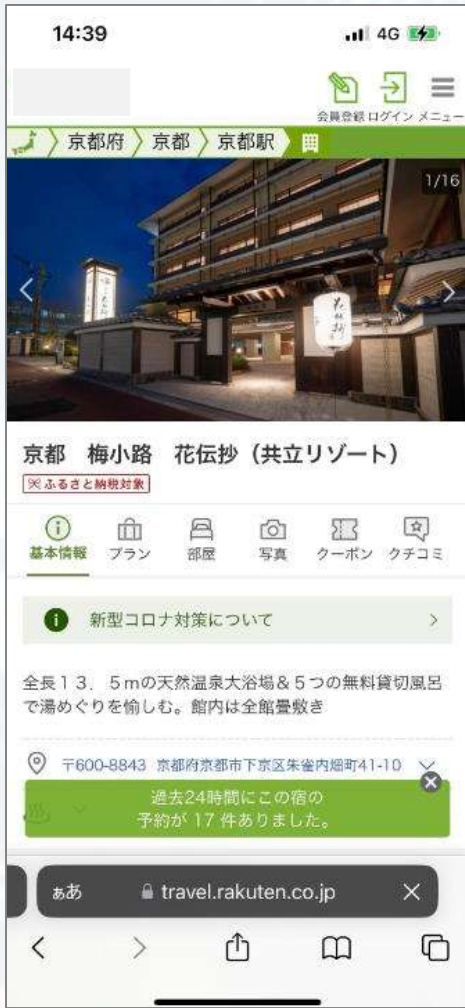 14:39
4G
会員登録 ログイン メニュー
京都府 京都 京都駅
1/16
花伝抄
京都 梅小路 花伝抄（共立リゾート）
ふるさと納税対象
基本情報 プラン 部屋 写真 クーポン クチコミ
新型コロナ対策について
全長１３．５mの天然温泉大浴場＆５つの無料貸切風呂
で湯めぐりを愉しむ。館内は全館畳敷き
〒600-8843 京都府京都市下京区朱雀内畑町41-10
過去24時間にこの宿の
予約が 17 件ありました。
ぁあ travel.rakuten.co.jp